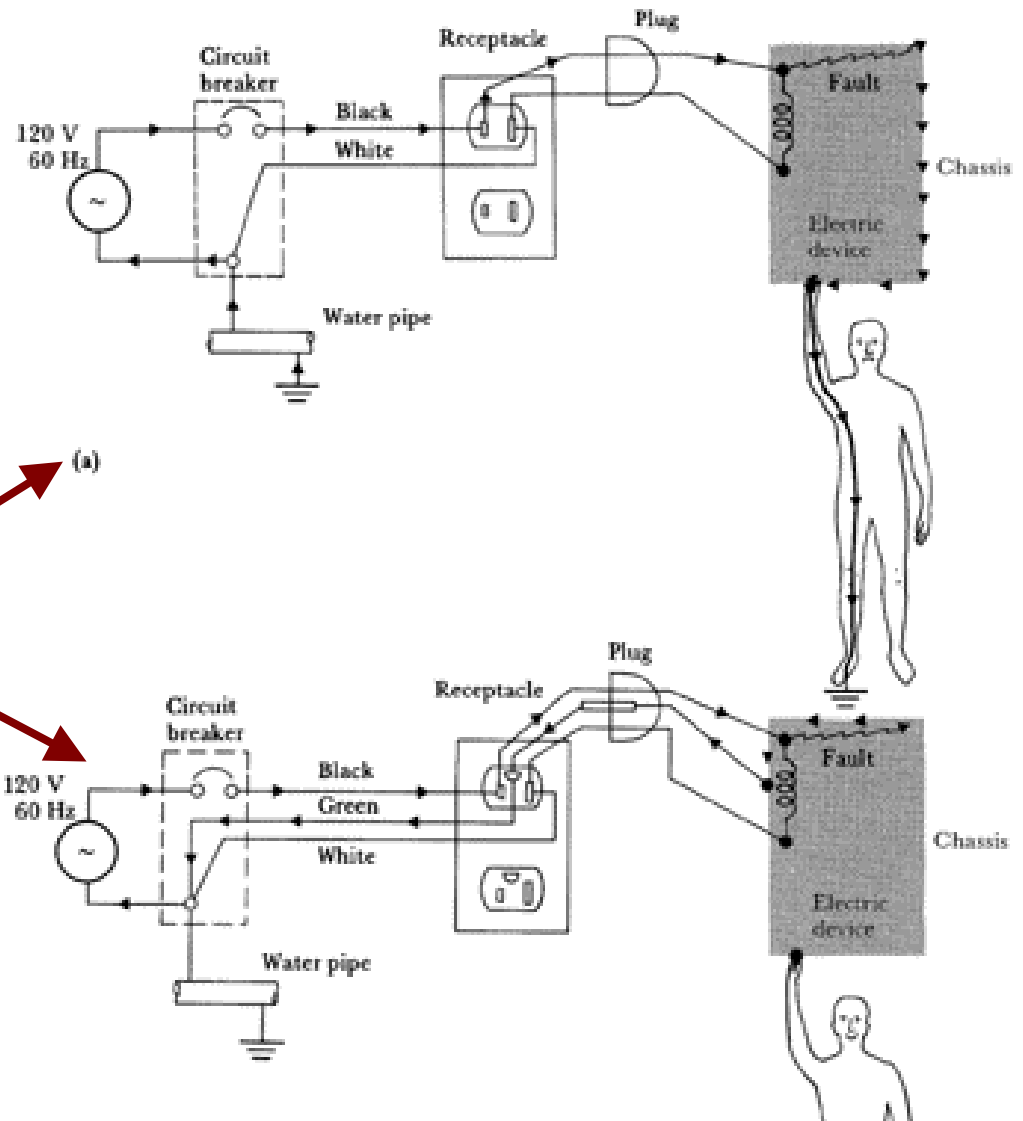 Plug
Receptacle
Circuit
breaker
Fault
120 V
60 Hz
Black
White
~
Chassis
Electric
device
Water pipe
(a)
Plug
Receptacle
Circuit
breaker
Fault
120 V
60 Hz
Black
Green
White
~
Chassis
Electric
device
Water pipe